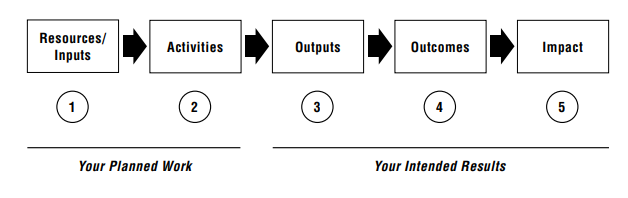 Resources/
Inputs
Activities
Outputs
Outcomes
Impact
1
2
3
4
5
Your Planned Work
Your Intended Results